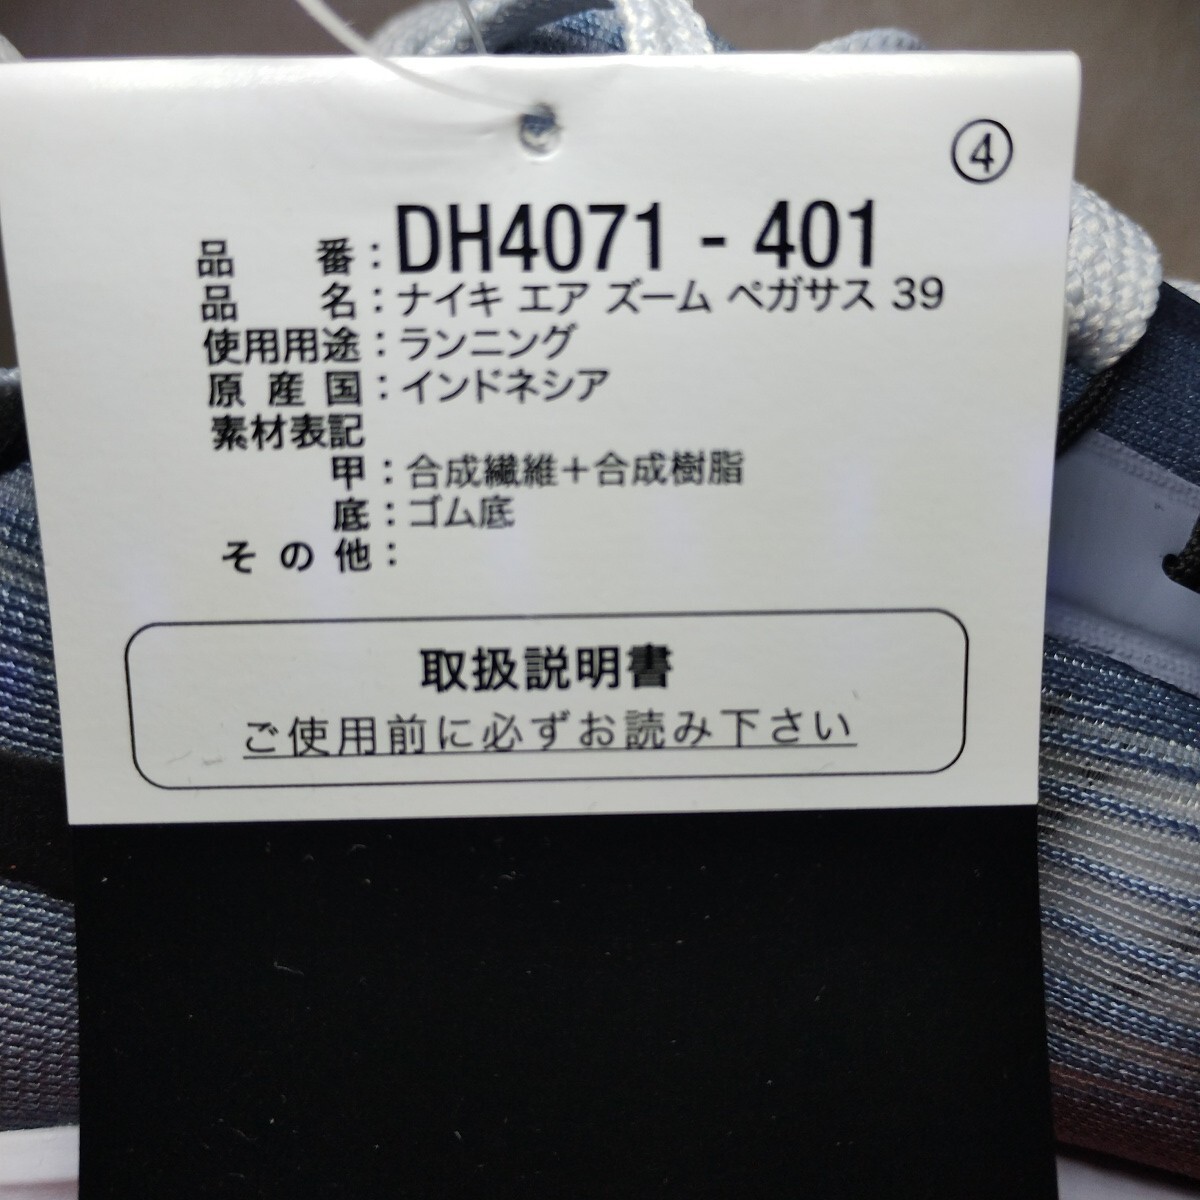 ④
品番:DH4071-401
品名:ナイキ エア ズーム ペガサス 39
使用用途:ランニング
原産国:インドネシア
素材表記
甲:合成繊維+合成樹脂
底:ゴム底
その他:
取扱説明書
ご使用前に必ずお読み下さい